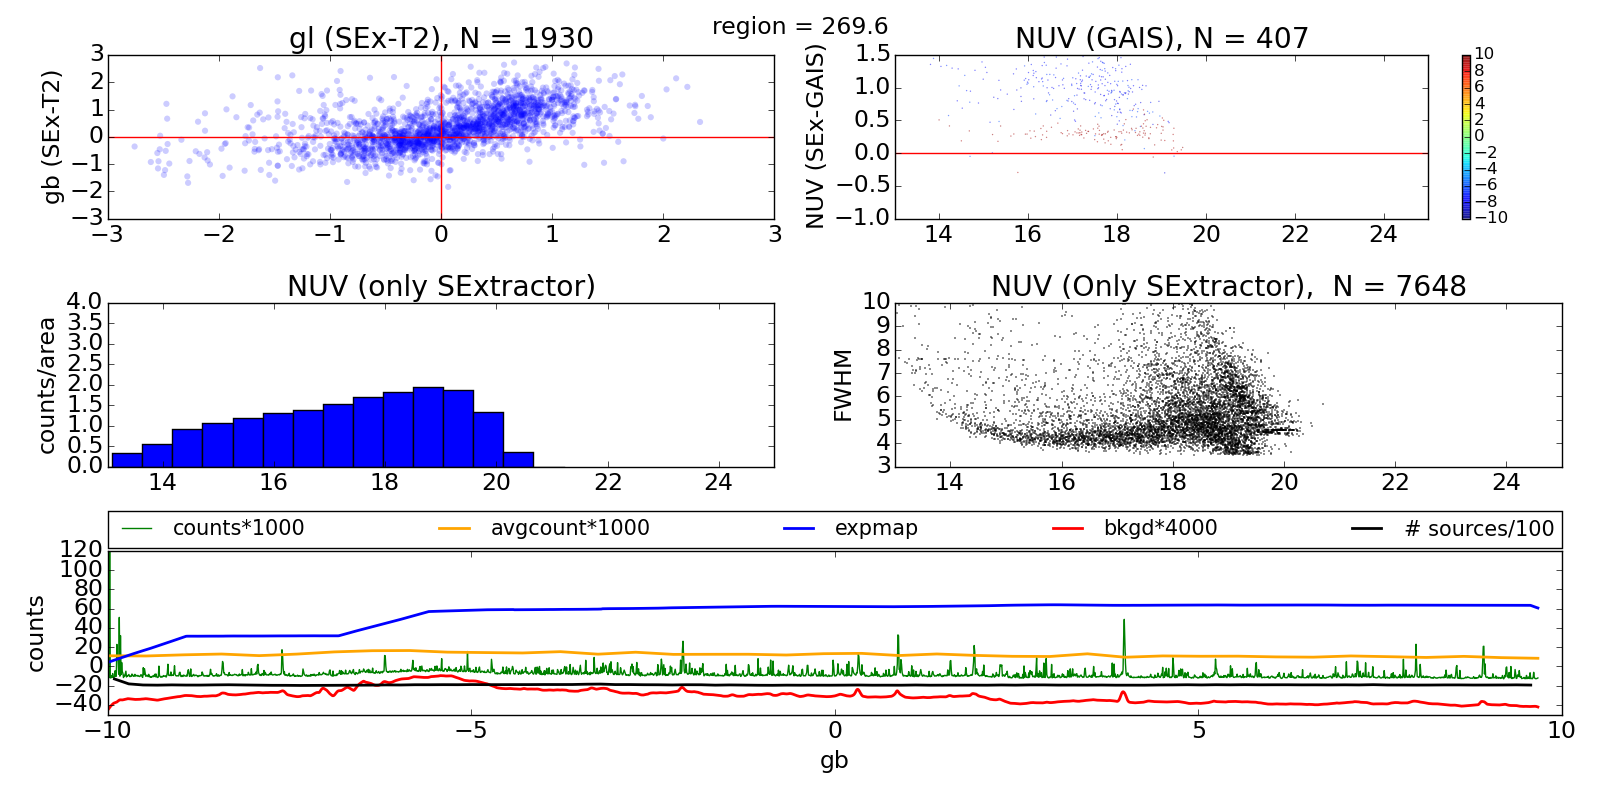 region = 269.6
gl (SEx-T2), N = 1930
gb (SEx-T2)
3
2
1
0
−1
−2
−3
−3 −2 −1 0 1 2 3
NUV (GAIS), N = 407
NUV (SEx-GAIS)
1.5
1.0
0.5
0.0
−0.5
−1.0
14 16 18 20 22 24
10
8
6
4
2
0
−2
−4
−6
−8
−10
NUV (only SExtractor)
counts/area
4.0
3.5
3.0
2.5
2.0
1.5
1.0
0.5
0.0
14 16 18 20 22 24
NUV (Only SExtractor), N = 7648
FWHM
10
9
8
7
6
5
4
3
14 16 18 20 22 24
counts*1000 avgcount*1000 expmap bkgd*4000 # sources/100
counts
120
100
80
60
40
20
0
−20
−40
−10 −5 0 5 10
gb